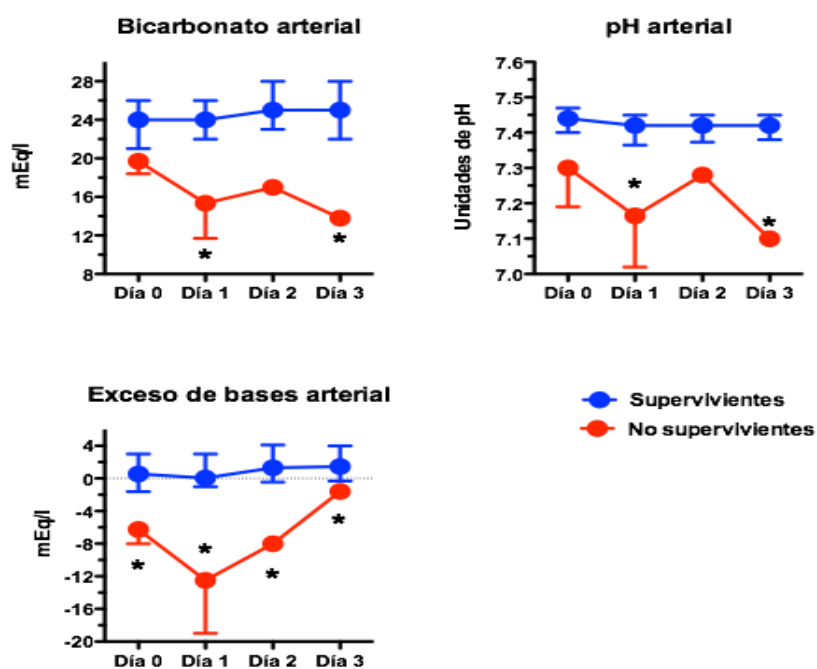 Bicarbonato arterial
mEq/l
28
24
20
16
12
8
*
*
Día 0 Día 1 Día 2 Día 3
pH arterial
Unidades de pH
7.6
7.5
7.4
7.3
7.2
7.1
7.0
*
*
Día 0 Día 1 Día 2 Día 3
Exceso de bases arterial
mEq/l
4
0
-4
-8
-12
-16
-20
*
*
*
*
Día 0 Día 1 Día 2 Día 3
Supervivientes
No supervivientes